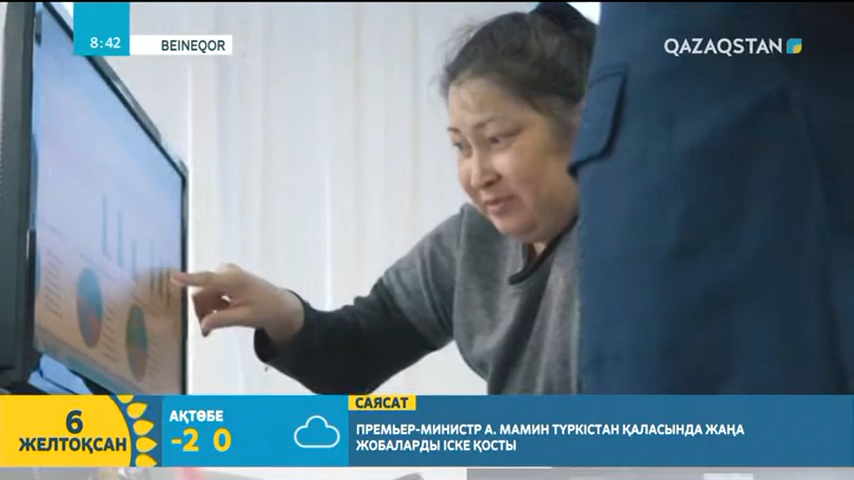 8:42
BEINEQOR
QAZAQSTAN
6
ЖЕЛТОҚСАН
АҚТӨБЕ
-2 0
САЯСАТ
ПРЕМЬЕР-МИНИСТР А. МАМИН ТҮРКІСТАН ҚАЛАСЫНДА ЖАҢА
ЖОБАЛАРДЫ ІСКЕ ҚОСТЫ